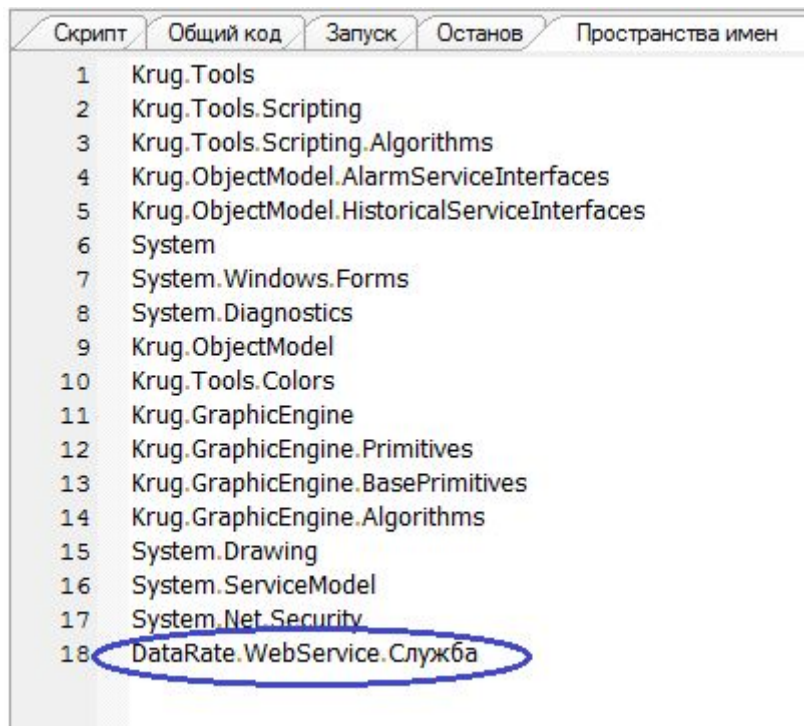 Скрипт Общий код Запуск Останов Пространства имен
1 Krug.Tools
2 Krug.Tools.Scripting
3 Krug.Tools.Scripting.Algorithms
4 Krug.ObjectModel.AlarmServiceInterfaces
5 Krug.ObjectModel.HistoricalServiceInterfaces
6 System
7 System.Windows.Forms
8 System.Diagnostics
9 Krug.ObjectModel
10 Krug.Tools.Colors
11 Krug.GraphicEngine
12 Krug.GraphicEngine.Primitives
13 Krug.GraphicEngine.BasePrimitives
14 Krug.GraphicEngine.Algorithms
15 System.Drawing
16 System.ServiceModel
17 System.Net.Security
18 DataRate.WebService.Служба